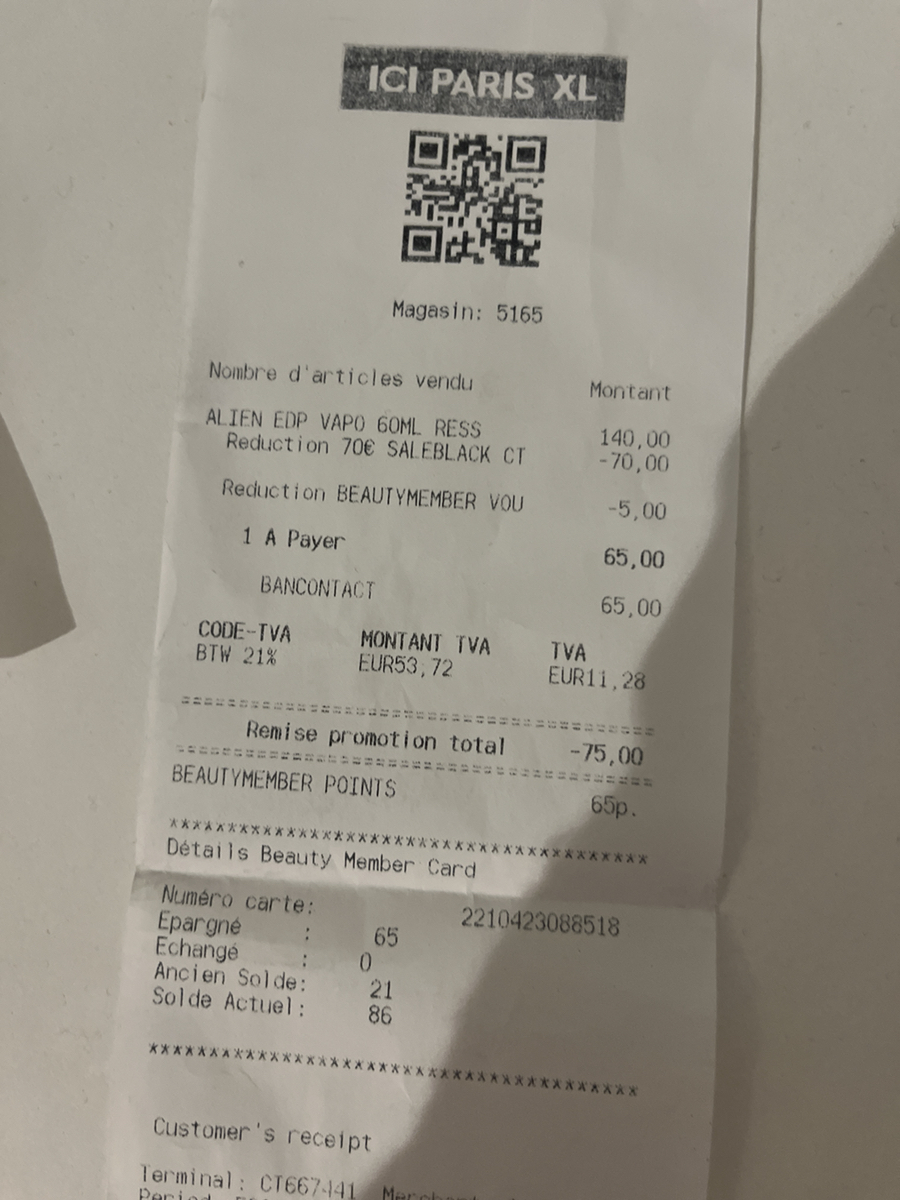 ICI PARIS XL
Magasin: 5165
Nombre d'articles vendu Montant
ALIEN EDP VAPO 60ML RESS 140,00
Reduction 70€ SALEBLACK CT -70,00
Reduction BEAUTYMEMBER VOU -5,00
1 A Payer 65,00
BANCONTACT 65,00
CODE-TVA MONTANT TVA TVA
BTW 21% EUR53,72 EUR11,28
Remise promotion total -75,00
BEAUTYMEMBER POINTS 65p.
****************************************
Détails Beauty Member Card
Numéro carte: 2210423088518
Epargné : 65
Echangé : 0
Ancien Solde: 21
Solde Actuel: 86
****************************************
Customer's receipt
Terminal: CT667441
Period